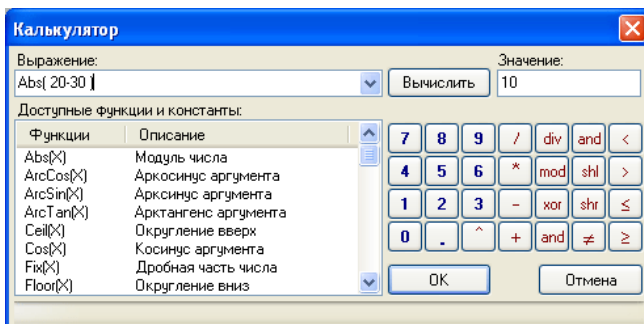 Калькулятор
Выражение:
Значение:
Abs( 20-30 )
Вычислить
10
Доступные функции и константы:
Функции Описание
Abs(X) Модуль числа
ArcCos(X) Аркосинус аргумента
ArcSin(X) Арксинус аргумента
ArcTan(X) Арктангенс аргумента
Ceil(X) Округление вверх
Cos(X) Косинус аргумента
Fix(X) Дробная часть числа
Floor(X) Округление вниз
7 8 9 / div and <
4 5 6 * mod shl >
1 2 3 - xor shr ≤
0 . ^ + and ≠ ≥
OK Отмена